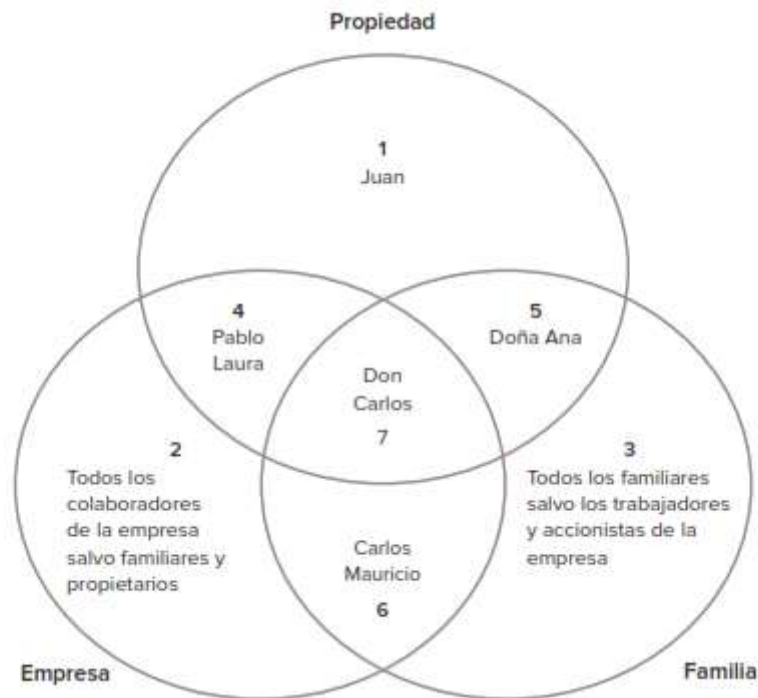 Propiedad
1
Juan
4
Pablo
Laura
5
Doña Ana
Don
Carlos
7
2
Todos los
colaboradores
de la empresa
salvo familiares y
propietarios
3
Todos los familiares
salvo los trabajadores
y accionistas de la
empresa
Carlos
Mauricio
6
Empresa
Familia